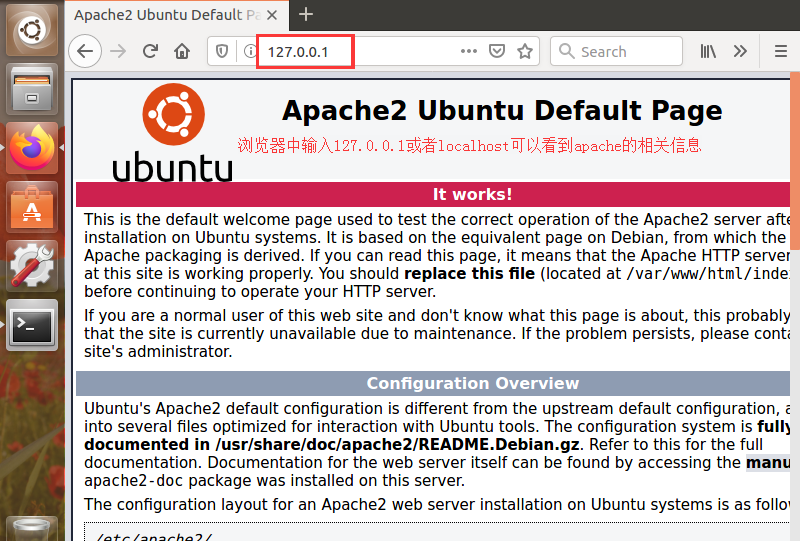 Apache2 Ubuntu Default Pa
127.0.0.1
Search
Apache2 Ubuntu Default Page
浏览器中输入127.0.0.1或者localhost可以看到apache的相关信息
ubuntu
It works!
This is the default welcome page used to test the correct operation of the Apache2 server afte
installation on Ubuntu systems. It is based on the equivalent page on Debian, from which the
Apache packaging is derived. If you can read this page, it means that the Apache HTTP server
at this site is working properly. You should replace this file (located at /var/www/html/inde
before continuing to operate your HTTP server.
If you are a normal user of this web site and don't know what this page is about, this probably
that the site is currently unavailable due to maintenance. If the problem persists, please conta
site's administrator.
Configuration Overview
Ubuntu's Apache2 default configuration is different from the upstream default configuration, a
into several files optimized for interaction with Ubuntu tools. The configuration system is fully
documented in /usr/share/doc/apache2/README.Debian.gz. Refer to this for the full
documentation. Documentation for the web server itself can be found by accessing the manu
apache2-doc package was installed on this server.
The configuration layout for an Apache2 web server installation on Ubuntu systems is as follow
/etc/apache2/